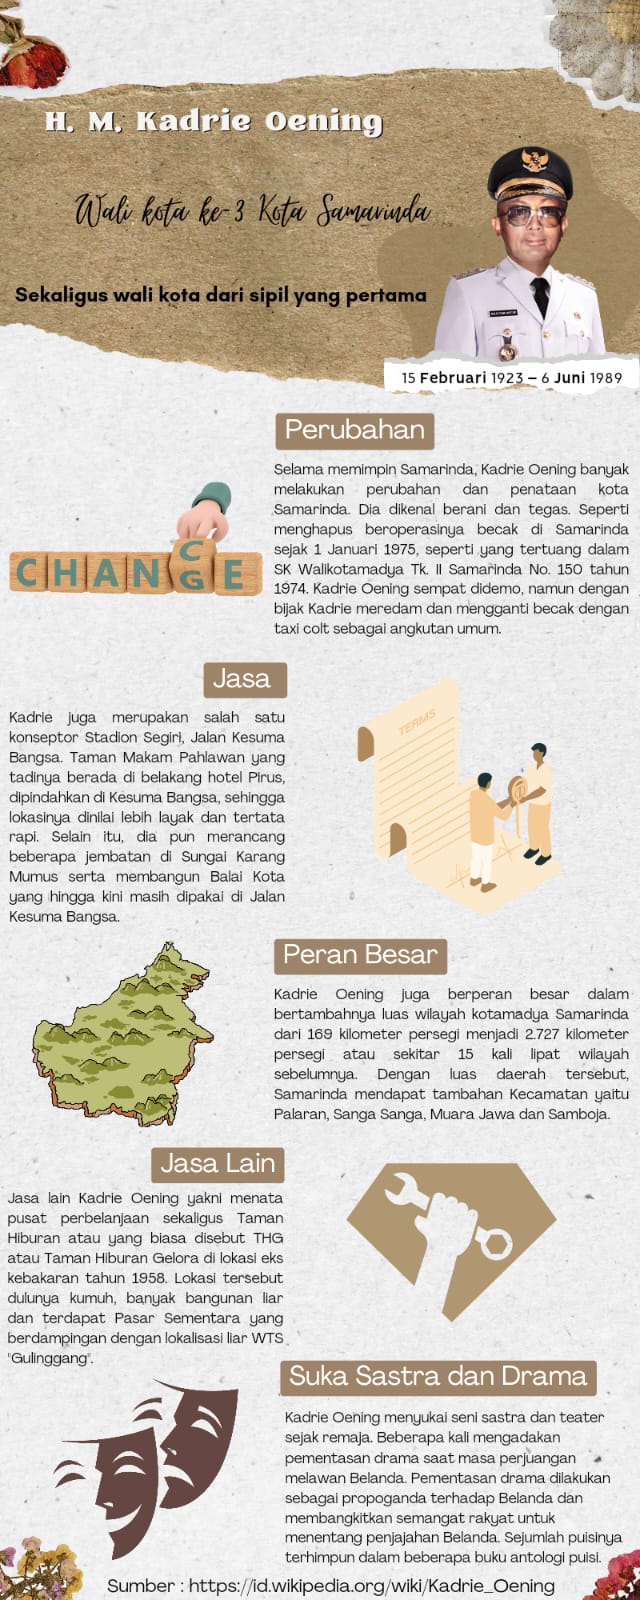 H. M. Kadrie Oening
Wali kota ke-3 Kota Samarinda
Sekaligus wali kota dari sipil yang pertama
15 Februari 1923 – 6 Juni 1989
Perubahan
Selama memimpin Samarinda, Kadrie Oening banyak
melakukan perubahan dan penataan kota
Samarinda. Dia dikenal berani dan tegas. Seperti
menghapus beroperasinya becak di Samarinda
sejak 1 Januari 1975, seperti yang tertuang dalam
SK Walikotamadya Tk. II Samarinda No. 150 tahun
1974. Kadrie Oening sempat didemo, namun dengan
bijak Kadrie meredam dan mengganti becak dengan
taxi colt sebagai angkutan umum.
CHANCGE
Jasa
Kadrie juga merupakan salah satu
konseptor Stadion Segiri, Jalan Kesuma
Bangsa. Taman Makam Pahlawan yang
tadinya berada di belakang hotel Pirus,
dipindahkan di Kesuma Bangsa, sehingga
lokasinya dinilai lebih layak dan tertata
rapi. Selain itu, dia pun merancang
beberapa jembatan di Sungai Karang
Mumus serta membangun Balai Kota
yang hingga kini masih dipakai di Jalan
Kesuma Bangsa.
TERMS
Peran Besar
Kadrie Oening juga berperan besar dalam
bertambahnya luas wilayah kotamadya Samarinda
dari 169 kilometer persegi menjadi 2.727 kilometer
persegi atau sekitar 15 kali lipat wilayah
sebelumnya. Dengan luas daerah tersebut,
Samarinda mendapat tambahan Kecamatan yaitu
Palaran, Sanga Sanga, Muara Jawa dan Samboja.
Jasa Lain
Jasa lain Kadrie Oening yakni menata
pusat perbelanjaan sekaligus Taman
Hiburan atau yang biasa disebut THG
atau Taman Hiburan Gelora di lokasi eks
kebakaran tahun 1958. Lokasi tersebut
dulunya kumuh, banyak bangunan liar
dan terdapat Pasar Sementara yang
berdampingan dengan lokalisasi liar WTS
"Gulinggang".
Suka Sastra dan Drama
Kadrie Oening menyukai seni sastra dan teater
sejak remaja. Beberapa kali mengadakan
pementasan drama saat masa perjuangan
melawan Belanda. Pementasan drama dilakukan
sebagai propoganda terhadap Belanda dan
membangkitkan semangat rakyat untuk
menentang penjajahan Belanda. Sejumlah puisinya
terhimpun dalam beberapa buku antologi puisi.
Sumber : https://id.wikipedia.org/wiki/Kadrie_Oening